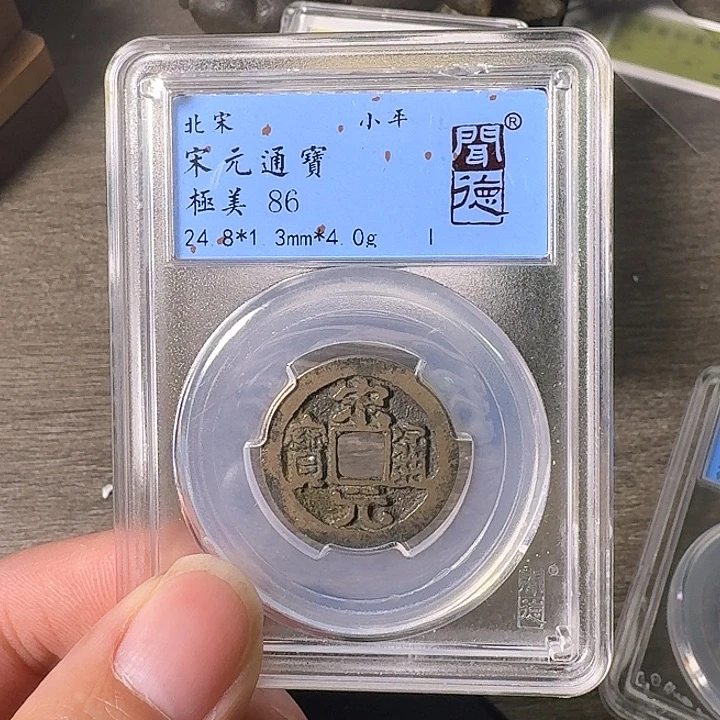 北宋 小平
宋元通寶
極美 86
24.8*1.3mm*4.0g 1
聞德®
宋元通寶